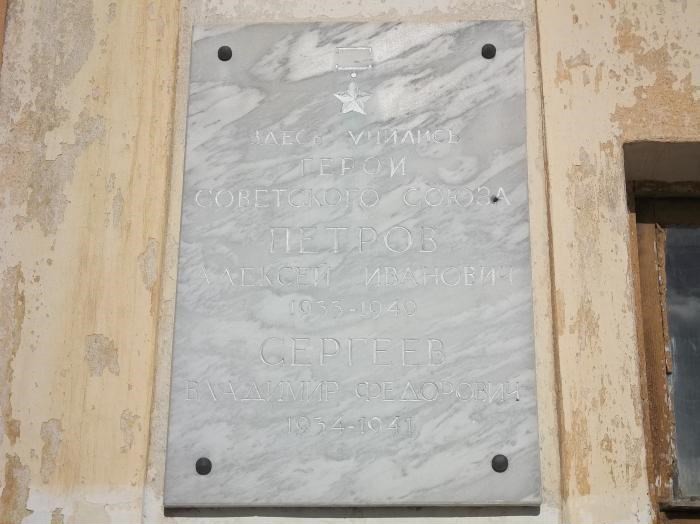 ЗДЕСЬ УЧИЛИСЬ
ГЕРОИ
СОВЕТСКОГО СОЮЗА
ПЕТРОВ
АЛЕКСЕЙ ИВАНОВИЧ
1933-1940
СЕРГЕЕВ
ВЛАДИМИР ФЕДОРОВИЧ
1934-1941